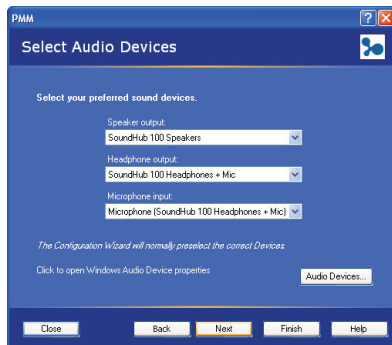 PMM
Select Audio Devices
Select your preferred sound devices.
Speaker output:
SoundHub 100 Speakers
Headphone output:
SoundHub 100 Headphones + Mic
Microphone input:
Microphone (SoundHub 100 Headphones + Mic)
The Configuration Wizard will normally preselect the correct Devices.
Click to open Windows Audio Device properties
Audio Devices...
Close Back Next Finish Help